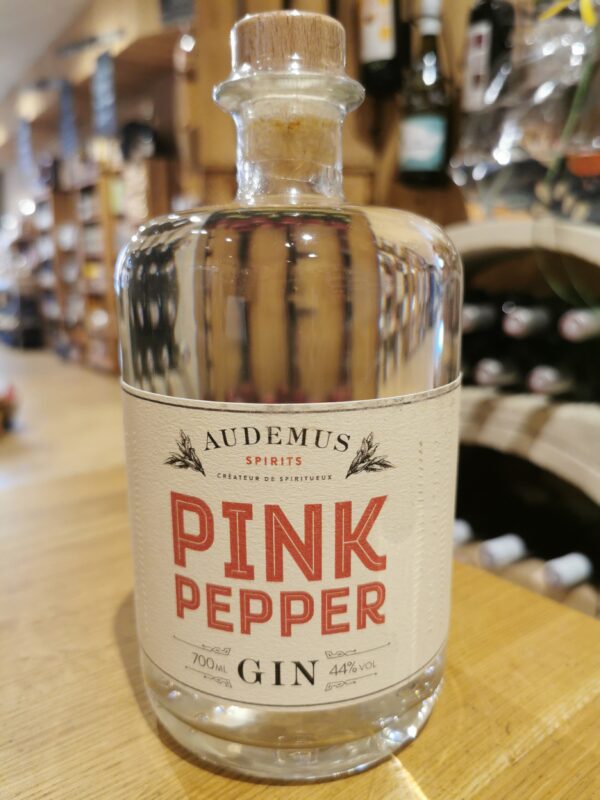 AUDEMUS
SPIRITS
CRÉATEUR DE SPIRITUEUX
PINK
PEPPER
700ML GIN 44% VOL